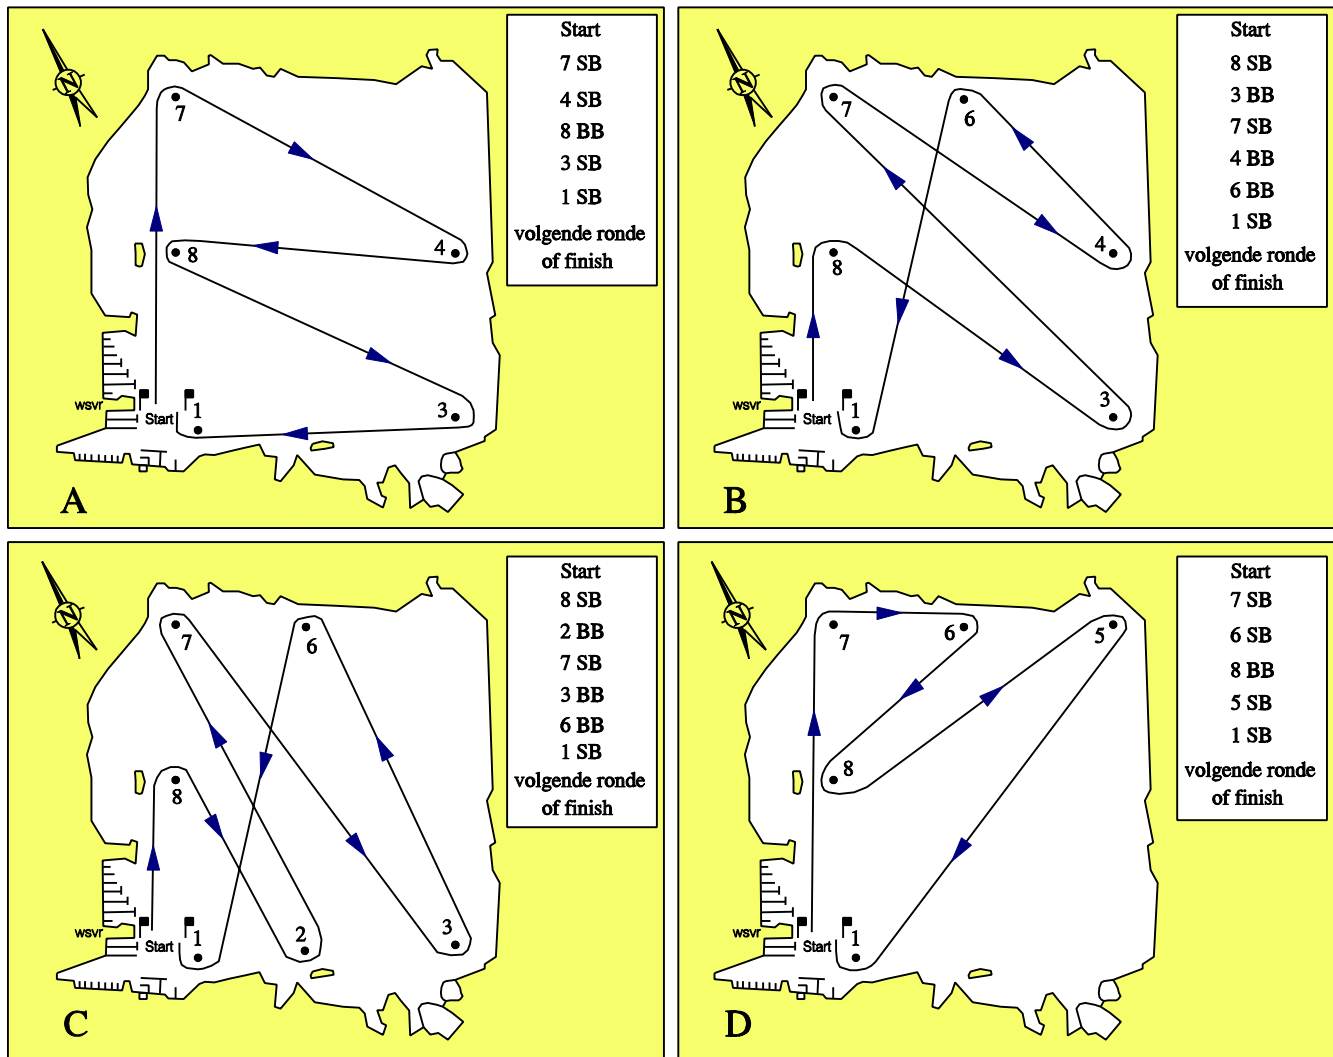 Start
7 SB
4 SB
8 BB
3 SB
1 SB
volgende ronde
of finish
N
7
8
4
3
1
wsvr
Start
A
Start
8 SB
3 BB
7 SB
4 BB
6 BB
1 SB
volgende ronde
of finish
N
7
6
8
4
3
1
wsvr
Start
B
Start
8 SB
2 BB
7 SB
3 BB
6 BB
1 SB
volgende ronde
of finish
N
7
6
8
3
2
1
wsvr
Start
C
Start
7 SB
6 SB
8 BB
5 SB
1 SB
volgende ronde
of finish
N
7
6
5
8
1
wsvr
Start
D